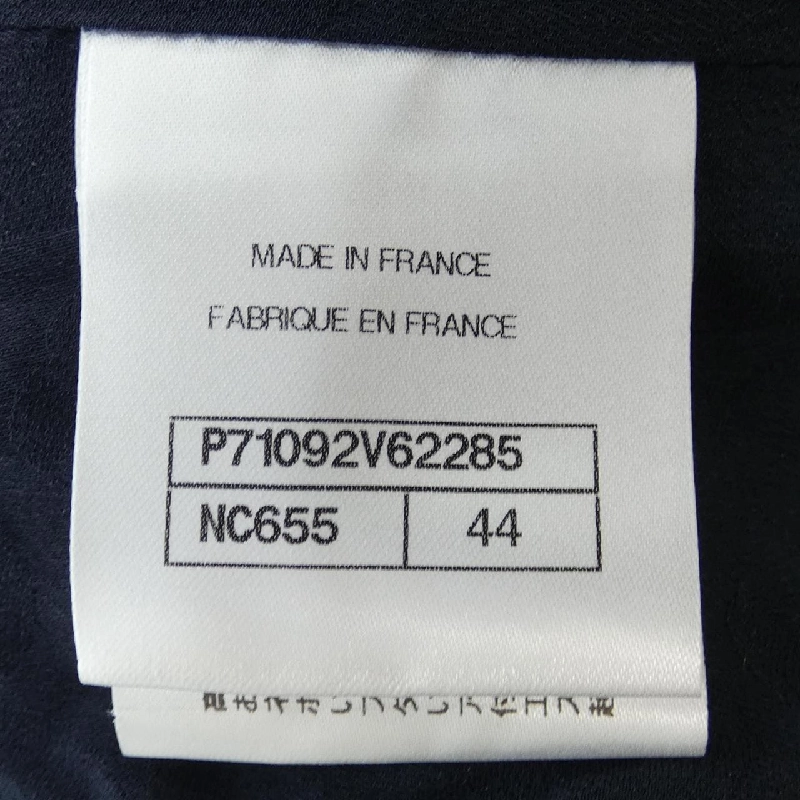 MADE IN FRANCE
FABRIQUE EN FRANCE
P71092V62285
NC655 44